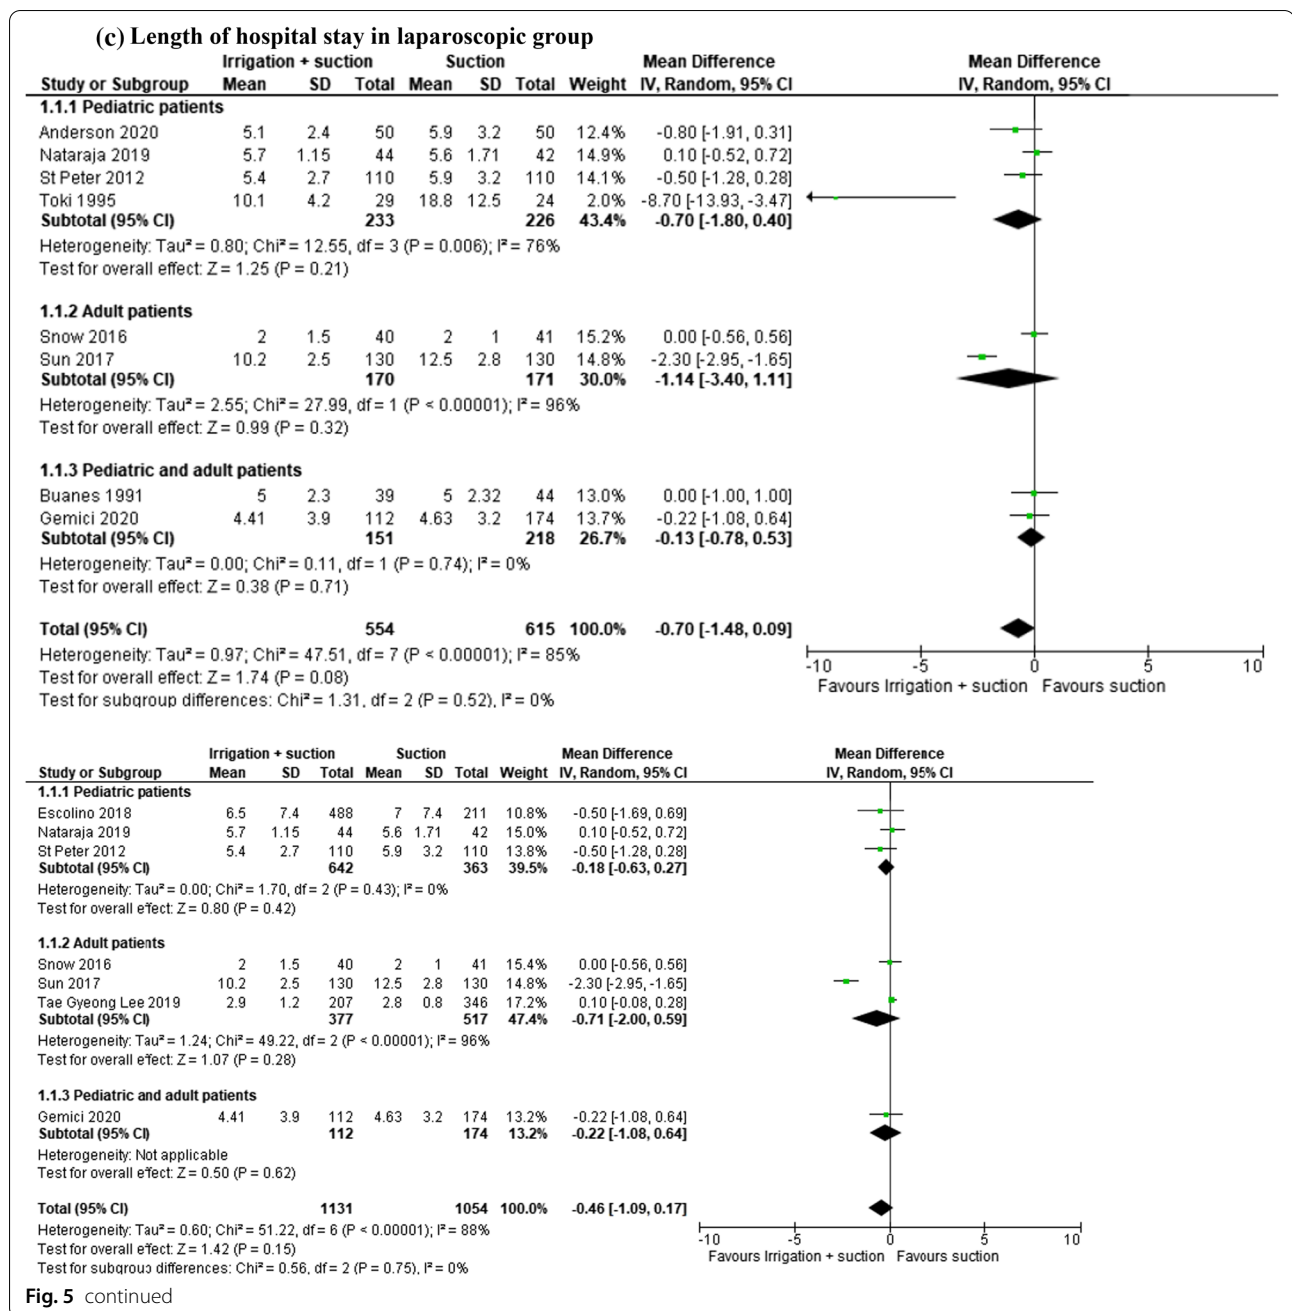 (c) Length of hospital stay in laparoscopic group
Irrigation + suction Suction Mean Difference Mean Difference
Study or Subgroup Mean SD Total Mean SD Total Weight IV, Random, 95% CI IV, Random, 95% CI
1.1.1 Pediatric patients
Anderson 2020 5.1 2.4 50 5.9 3.2 50 12.4% -0.80 [-1.91, 0.31]
Nataraja 2019 5.7 1.15 44 5.6 1.71 42 14.9% 0.10 [-0.52, 0.72]
St Peter 2012 5.4 2.7 110 5.9 3.2 110 14.1% -0.50 [-1.28, 0.28]
Toki 1995 10.1 4.2 29 18.8 12.5 24 2.0% -8.70 [-13.93, -3.47]
Subtotal (95% CI) 233 226 43.4% -0.70 [-1.80, 0.40]
Heterogeneity: Tau² = 0.80; Chi² = 12.55, df = 3 (P = 0.006); I² = 76%
Test for overall effect: Z = 1.25 (P = 0.21)
1.1.2 Adult patients
Snow 2016 2 1.5 40 2 1 41 15.2% 0.00 [-0.56, 0.56]
Sun 2017 10.2 2.5 130 12.5 2.8 130 14.8% -2.30 [-2.95, -1.65]
Subtotal (95% CI) 170 171 30.0% -1.14 [-3.40, 1.11]
Heterogeneity: Tau² = 2.55; Chi² = 27.99, df = 1 (P < 0.00001); I² = 96%
Test for overall effect: Z = 0.99 (P = 0.32)
1.1.3 Pediatric and adult patients
Buanes 1991 5 2.3 39 5 2.32 44 13.0% 0.00 [-1.00, 1.00]
Gemici 2020 4.41 3.9 112 4.63 3.2 174 13.7% -0.22 [-1.08, 0.64]
Subtotal (95% CI) 151 218 26.7% -0.13 [-0.78, 0.53]
Heterogeneity: Tau² = 0.00; Chi² = 0.11, df = 1 (P = 0.74); I² = 0%
Test for overall effect: Z = 0.38 (P = 0.71)
Total (95% CI) 554 615 100.0% -0.70 [-1.48, 0.09]
Heterogeneity: Tau² = 0.97; Chi² = 47.51, df = 7 (P < 0.00001); I² = 85%
Test for overall effect: Z = 1.74 (P = 0.08)
Test for subgroup differences: Chi² = 1.31, df = 2 (P = 0.52), I² = 0%
-10 -5 0 5 10
Favours Irrigation + suction Favours suction
Irrigation + suction Suction Mean Difference Mean Difference
Study or Subgroup Mean SD Total Mean SD Total Weight IV, Random, 95% CI IV, Random, 95% CI
1.1.1 Pediatric patients
Escolino 2018 6.5 7.4 488 7 7.4 211 10.8% -0.50 [-1.69, 0.69]
Nataraja 2019 5.7 1.15 44 5.6 1.71 42 15.0% 0.10 [-0.52, 0.72]
St Peter 2012 5.4 2.7 110 5.9 3.2 110 13.8% -0.50 [-1.28, 0.28]
Subtotal (95% CI) 642 363 39.5% -0.18 [-0.63, 0.27]
Heterogeneity: Tau² = 0.00; Chi² = 1.70, df = 2 (P = 0.43); I² = 0%
Test for overall effect: Z = 0.80 (P = 0.42)
1.1.2 Adult patients
Snow 2016 2 1.5 40 2 1 41 15.4% 0.00 [-0.56, 0.56]
Sun 2017 10.2 2.5 130 12.5 2.8 130 14.8% -2.30 [-2.95, -1.65]
Tae Gyeong Lee 2019 2.9 1.2 207 2.8 0.8 346 17.2% 0.10 [-0.08, 0.28]
Subtotal (95% CI) 377 517 47.4% -0.71 [-2.00, 0.59]
Heterogeneity: Tau² = 1.24; Chi² = 49.22, df = 2 (P < 0.00001); I² = 96%
Test for overall effect: Z = 1.07 (P = 0.28)
1.1.3 Pediatric and adult patients
Gemici 2020 4.41 3.9 112 4.63 3.2 174 13.2% -0.22 [-1.08, 0.64]
Subtotal (95% CI) 112 174 13.2% -0.22 [-1.08, 0.64]
Heterogeneity: Not applicable
Test for overall effect: Z = 0.50 (P = 0.62)
Total (95% CI) 1131 1054 100.0% -0.46 [-1.09, 0.17]
Heterogeneity: Tau² = 0.60; Chi² = 51.22, df = 6 (P < 0.00001); I² = 88%
Test for overall effect: Z = 1.42 (P = 0.15)
Test for subgroup differences: Chi² = 0.56, df = 2 (P = 0.75), I² = 0%
-10 -5 0 5 10
Favours Irrigation + suction Favours suction
Fig. 5 continued